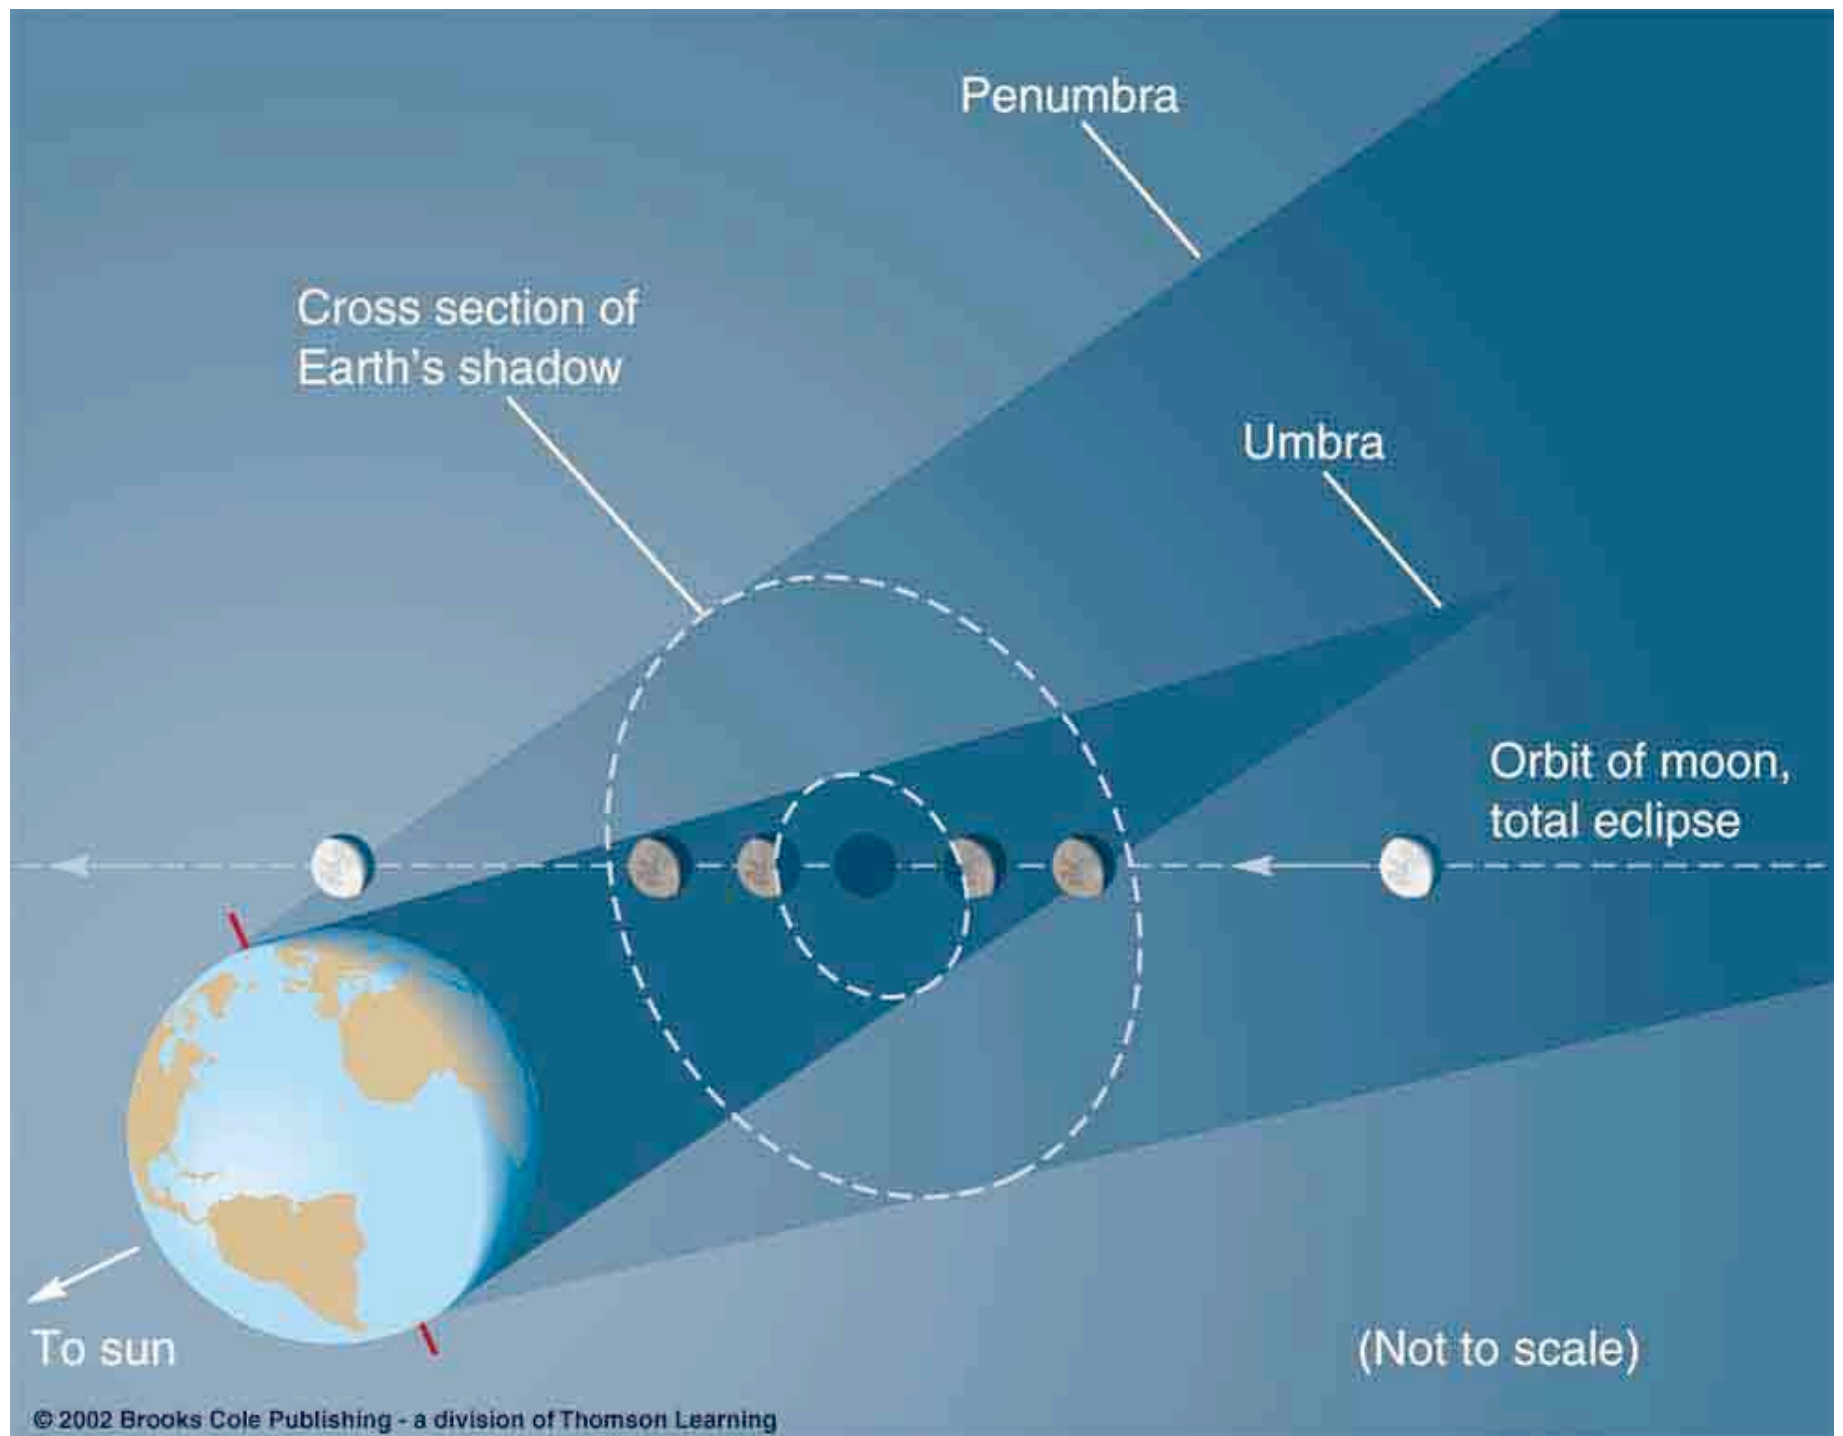 Penumbra
Cross section of
Earth's shadow
Umbra
Orbit of moon,
total eclipse
To sun
(Not to scale)
© 2002 Brooks Cole Publishing - a division of Thomson Learning